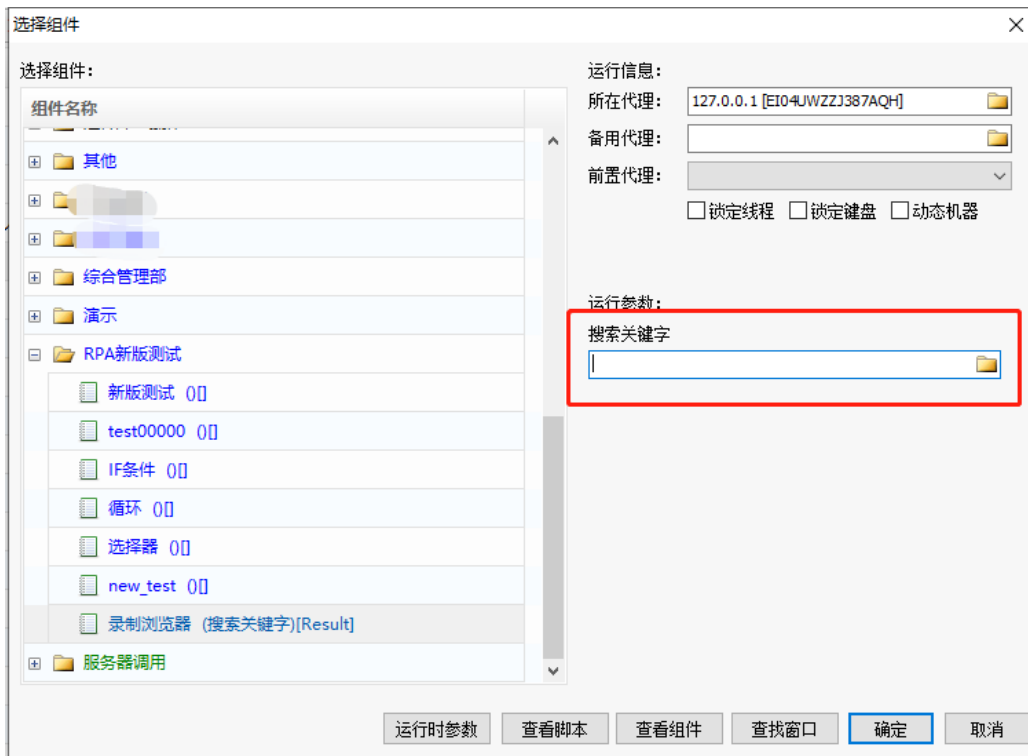 选择组件
选择组件：
组件名称
其他
综合管理部
演示
RPA新版测试
新版测试 ()[]
test00000 ()[]
IF条件 ()[]
循环 ()[]
选择器 ()[]
new_test ()[]
录制浏览器 (搜索关键字)[Result]
服务器调用
运行信息：
所在代理： 127.0.0.1 [EI04UWZZJ387AQH]
备用代理：
前置代理：
锁定线程 锁定键盘 动态机器
运行参数：
搜索关键字
运行时参数 查看脚本 查看组件 查找窗口 确定 取消